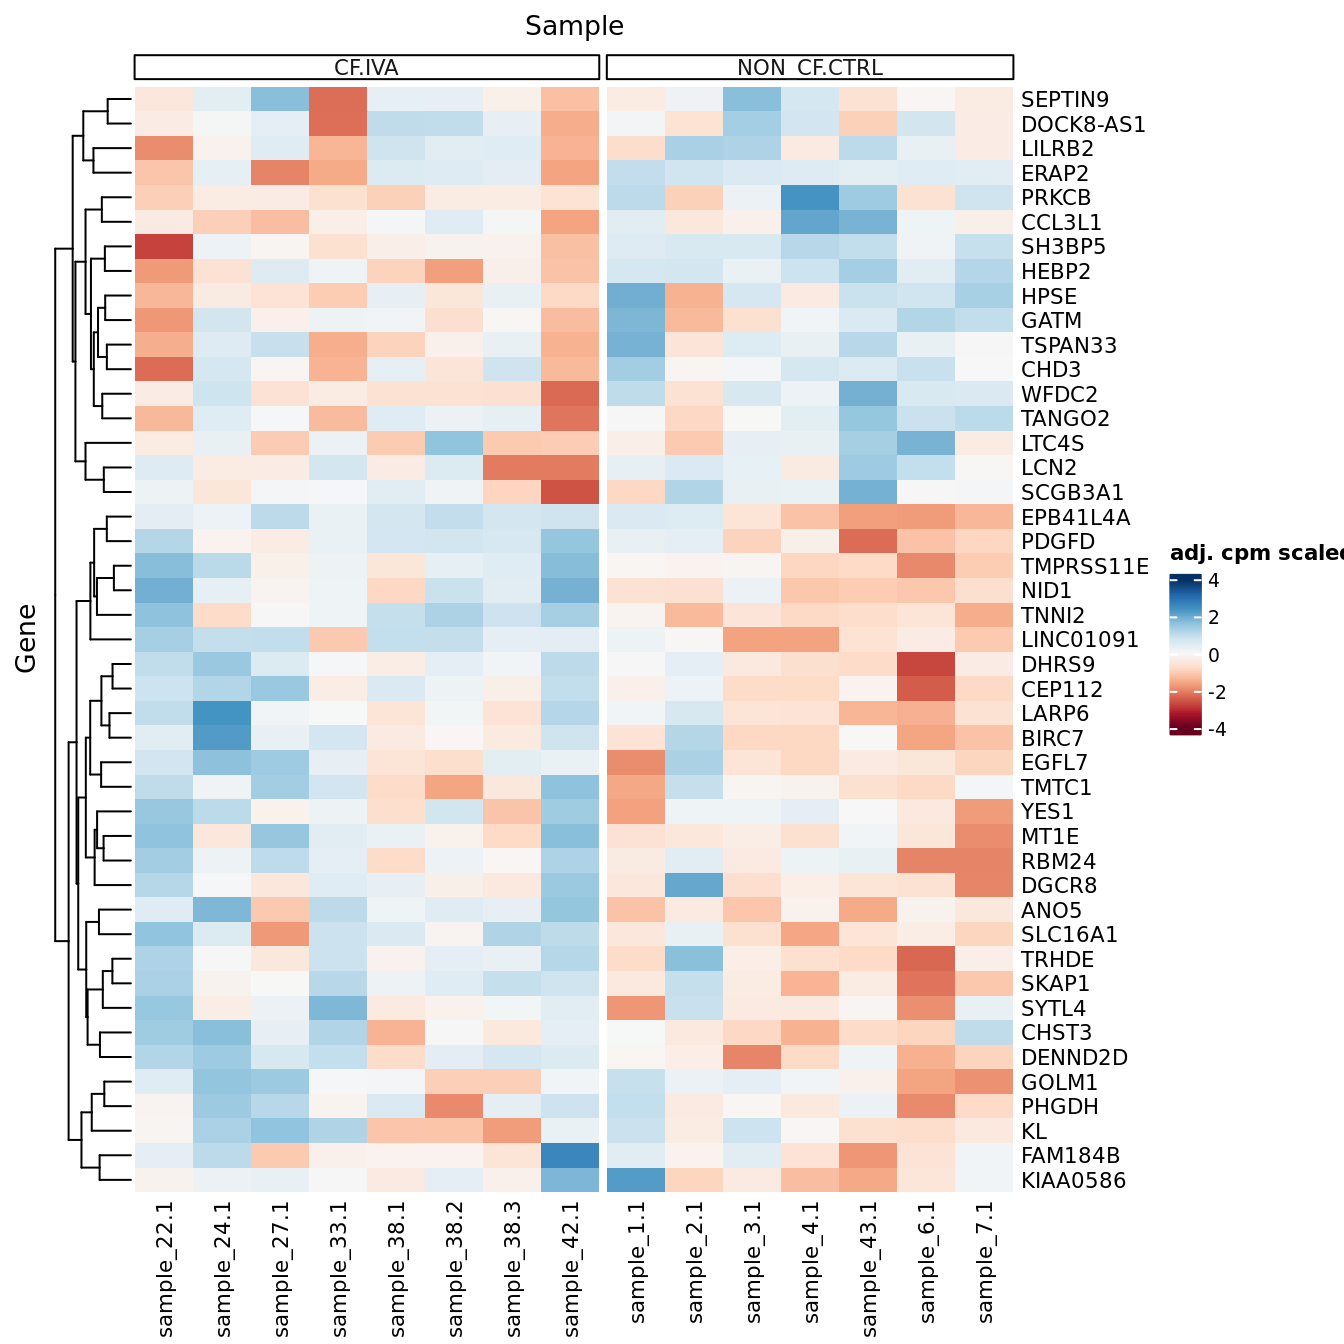 Sample
CF.IVA
NON CF.CTRL
SEPTIN9
DOCK8-AS1
LILRB2
ERAP2
PRKCB
CCL3L1
SH3BP5
HEBP2
HPSE
GATM
TSPAN33
CHD3
WFDC2
TANGO2
LTC4S
LCN2
SCGB3A1
EPB41L4A
PDGFD
TMPRSS11E
NID1
TNNI2
LINC01091
DHRS9
CEP112
LARP6
BIRC7
EGFL7
TMTC1
YES1
MT1E
RBM24
DGCR8
ANO5
SLC16A1
TRHDE
SKAP1
SYTL4
CHST3
DENND2D
GOLM1
PHGDH
KL
FAM184B
KIAA0586
Gene
adj. cpm scaled
4
2
0
-2
-4
sample_22.1
sample_24.1
sample_27.1
sample_33.1
sample_38.1
sample_38.2
sample_38.3
sample_42.1
sample_1.1
sample_2.1
sample_3.1
sample_4.1
sample_43.1
sample_6.1
sample_7.1